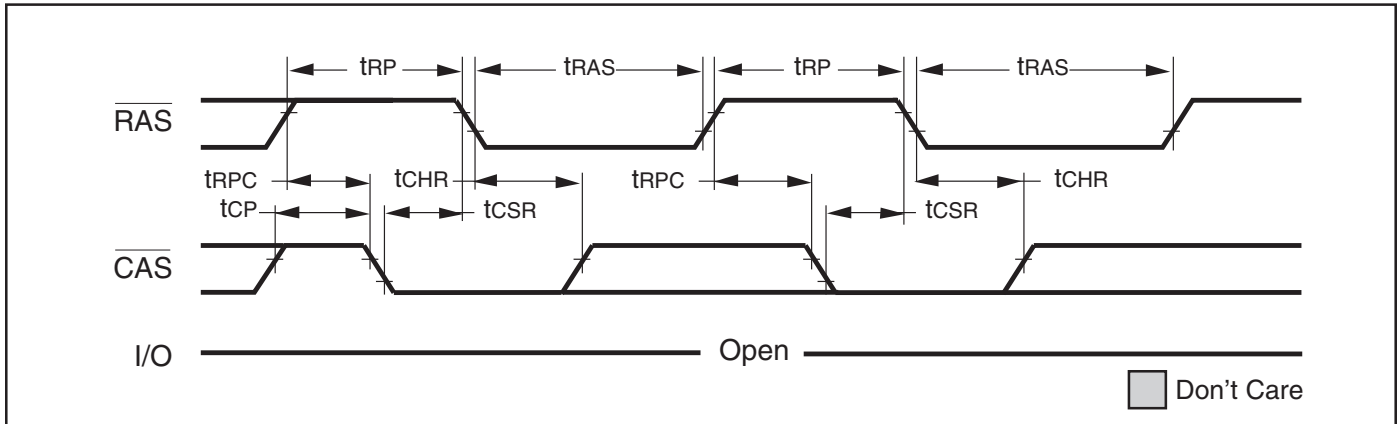 tRP tRAS tRP tRAS
RAS
tRPC tCHR tRPC tCHR
tCP tCSR tCSR
CAS
I/O Open
Don't Care